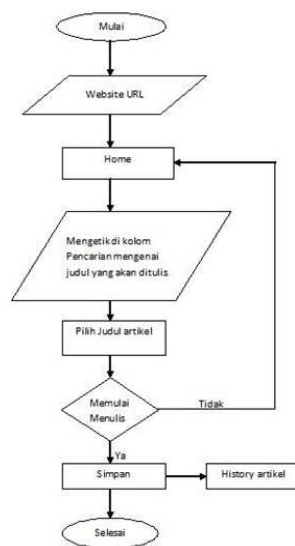 Mulai
Website URL
Home
Mengetik di kolom
Pencarian mengenai
judul yang akan ditulis
Pilih Judul artikel
Memulai
Menulis
Tidak
Ya
Simpan
History artikel
Selesai